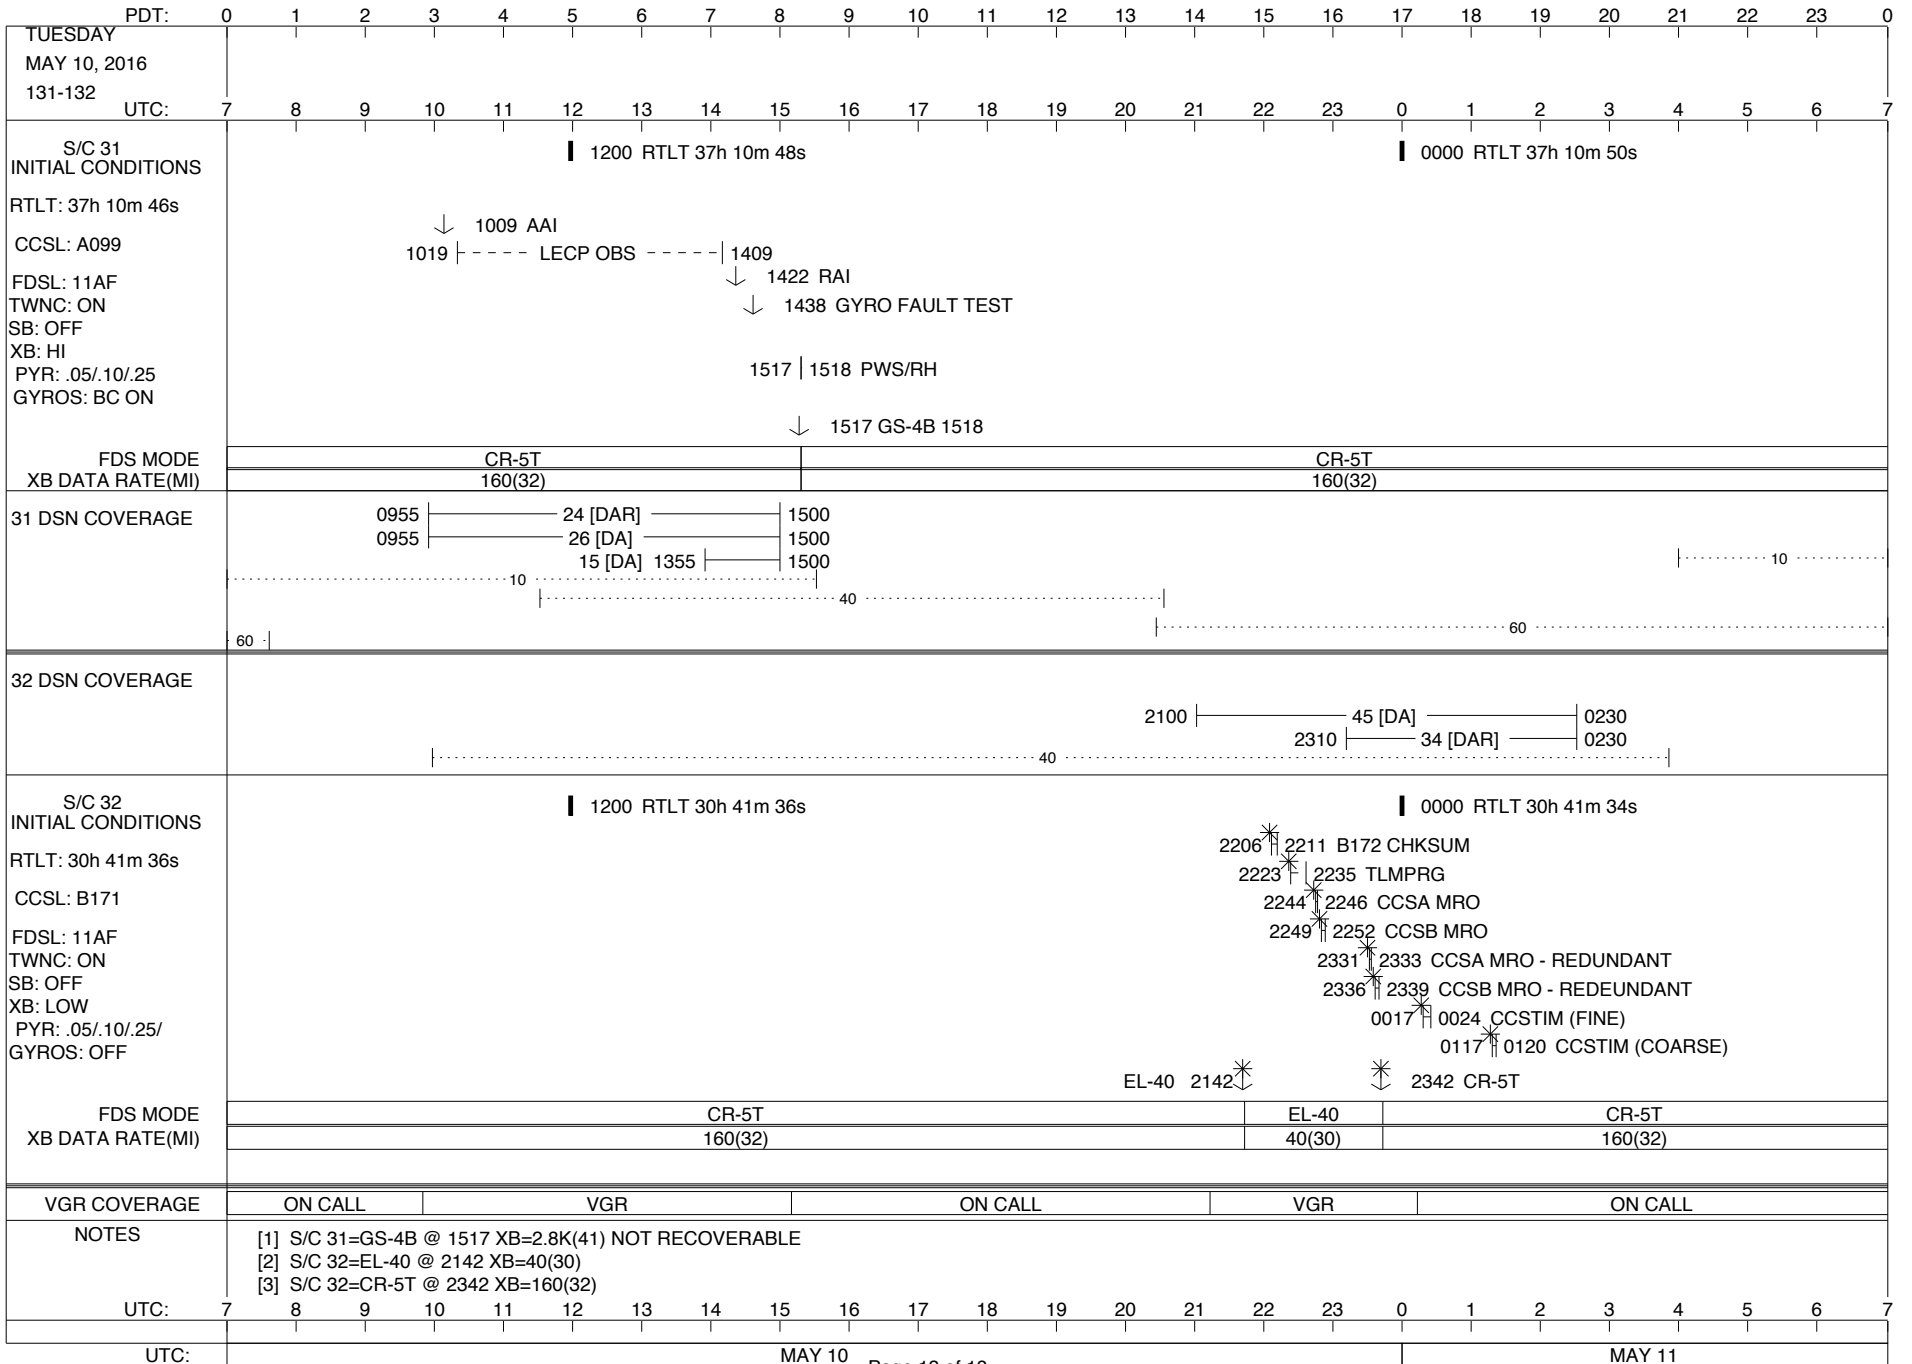 PDT: 0 1 2 3 4 5 6 7 8 9 10 11 12 13 14 15 16 17 18 19 20 21 22 23 0
TUESDAY
MAY 10, 2016
131-132
UTC: 7 8 9 10 11 12 13 14 15 16 17 18 19 20 21 22 23 0 1 2 3 4 5 6 7
S/C 31
INITIAL CONDITIONS
1200 RTLT 37h 10m 48s
0000 RTLT 37h 10m 50s
RTLT: 37h 10m 46s
1009 AAI
CCSL: A099
1019 LECP OBS 1409
FDSL: 11AF
1422 RAI
TWNC: ON
1438 GYRO FAULT TEST
SB: OFF
XB: HI
PYR: .05/.10/.25
1517 1518 PWS/RH
GYROS: BC ON
1517 GS-4B 1518
FDS MODE CR-5T CR-5T
XB DATA RATE(MI) 160(32) 160(32)
31 DSN COVERAGE
0955 24 [DAR] 1500
0955 26 [DA] 1500
15 [DA] 1355 1500
10
10
40
60
60
32 DSN COVERAGE
2100 45 [DA] 0230
2310 34 [DAR] 0230
40
S/C 32
INITIAL CONDITIONS
1200 RTLT 30h 41m 36s
0000 RTLT 30h 41m 34s
2206 2211 B172 CHKSUM
RTLT: 30h 41m 36s
2223 2235 TLMPRG
CCSL: B171
2244 2246 CCSA MRO
2249 2252 CCSB MRO
FDSL: 11AF
TWNC: ON
2331 2333 CCSA MRO - REDUNDANT
SB: OFF
2336 2339 CCSB MRO - REDEUNDANT
XB: LOW
0017 0024 CCSTIM (FINE)
PYR: .05/.10/.25/
0117 0120 CCSTIM (COARSE)
GYROS: OFF
EL-40 2142
2342 CR-5T
FDS MODE CR-5T EL-40 CR-5T
XB DATA RATE(MI) 160(32) 40(30) 160(32)
VGR COVERAGE ON CALL VGR ON CALL VGR ON CALL
NOTES
[1] S/C 31=GS-4B @ 1517 XB=2.8K(41) NOT RECOVERABLE
[2] S/C 32=EL-40 @ 2142 XB=40(30)
[3] S/C 32=CR-5T @ 2342 XB=160(32)
UTC: 7 8 9 10 11 12 13 14 15 16 17 18 19 20 21 22 23 0 1 2 3 4 5 6 7
UTC: MAY 10 MAY 11